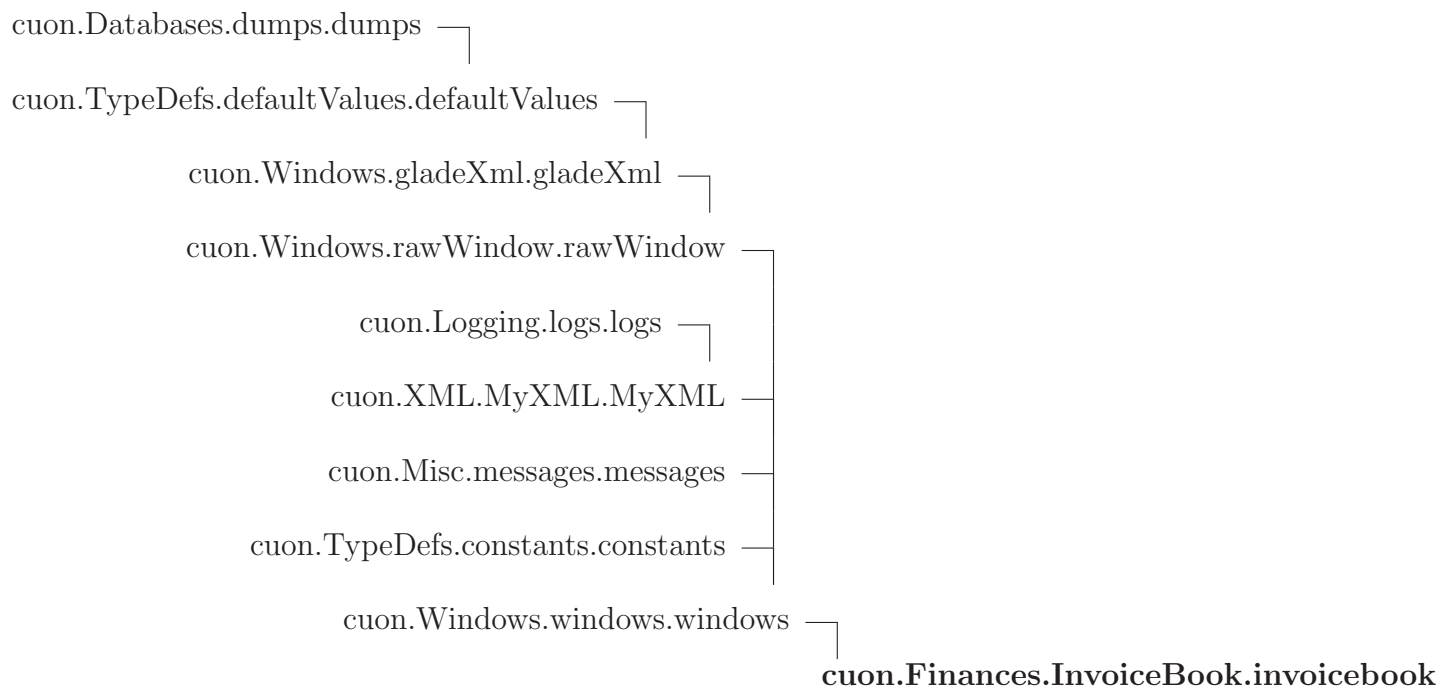 cuon.Databases.dumps.dumps
cuon.TypeDefs.defaultValues.defaultValues
cuon.Windows.gladeXml.gladeXml
cuon.Windows.rawWindow.rawWindow
cuon.Logging.logs.logs
cuon.XML.MyXML.MyXML
cuon.Misc.messages.messages
cuon.TypeDefs.constants.constants
cuon.Windows.windows.windows
cuon.Finances.InvoiceBook.invoicebook